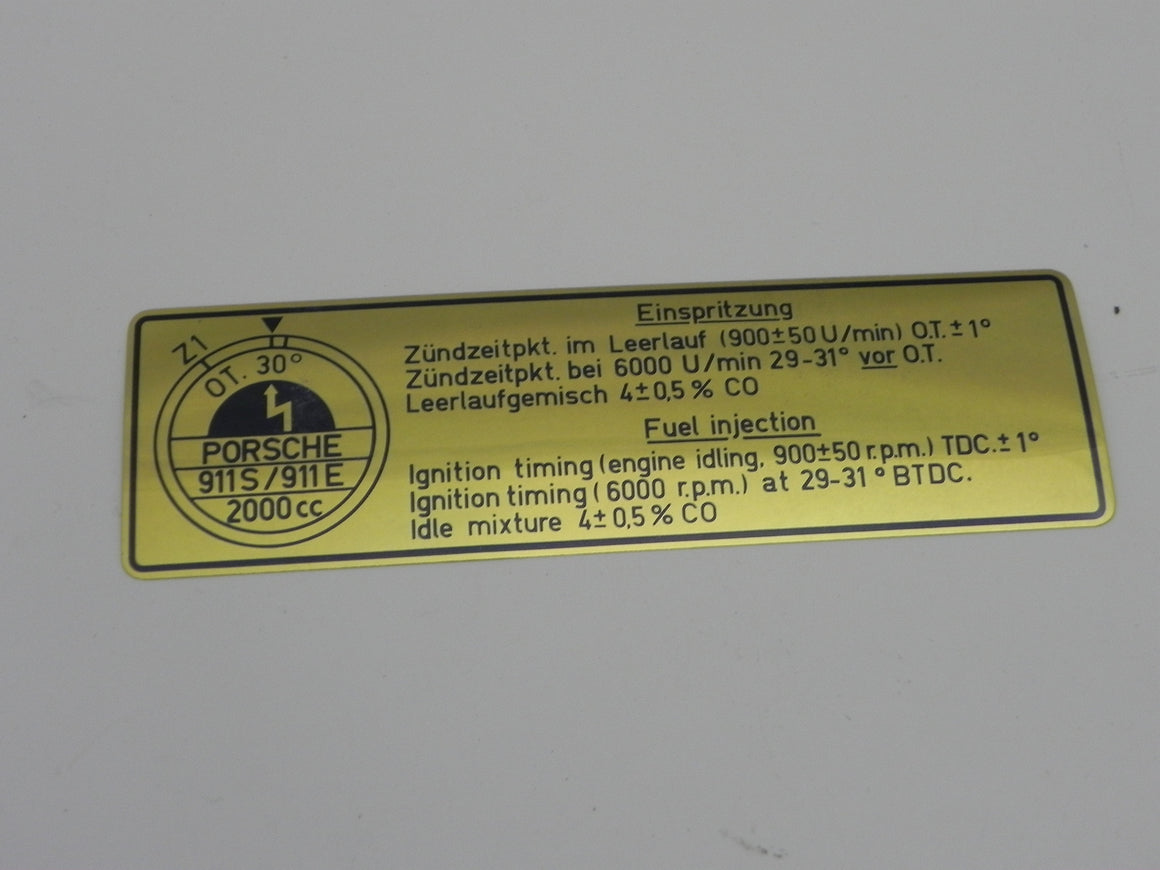 Z1
OT. 30°
PORSCHE
911S/911E
2000cc
Einspritzung
Zündzeitpkt. im Leerlauf (900±50U/min) O.T.±1°
Zündzeitpkt. bei 6000 U/min 29-31° vor O.T.
Leerlaufgemisch 4±0,5% CO
Fuel injection
Ignition timing (engine idling, 900±50 r.p.m.) TDC.±1°
Ignition timing (6000 r.p.m.) at 29-31° BTDC.
Idle mixture 4±0,5% CO